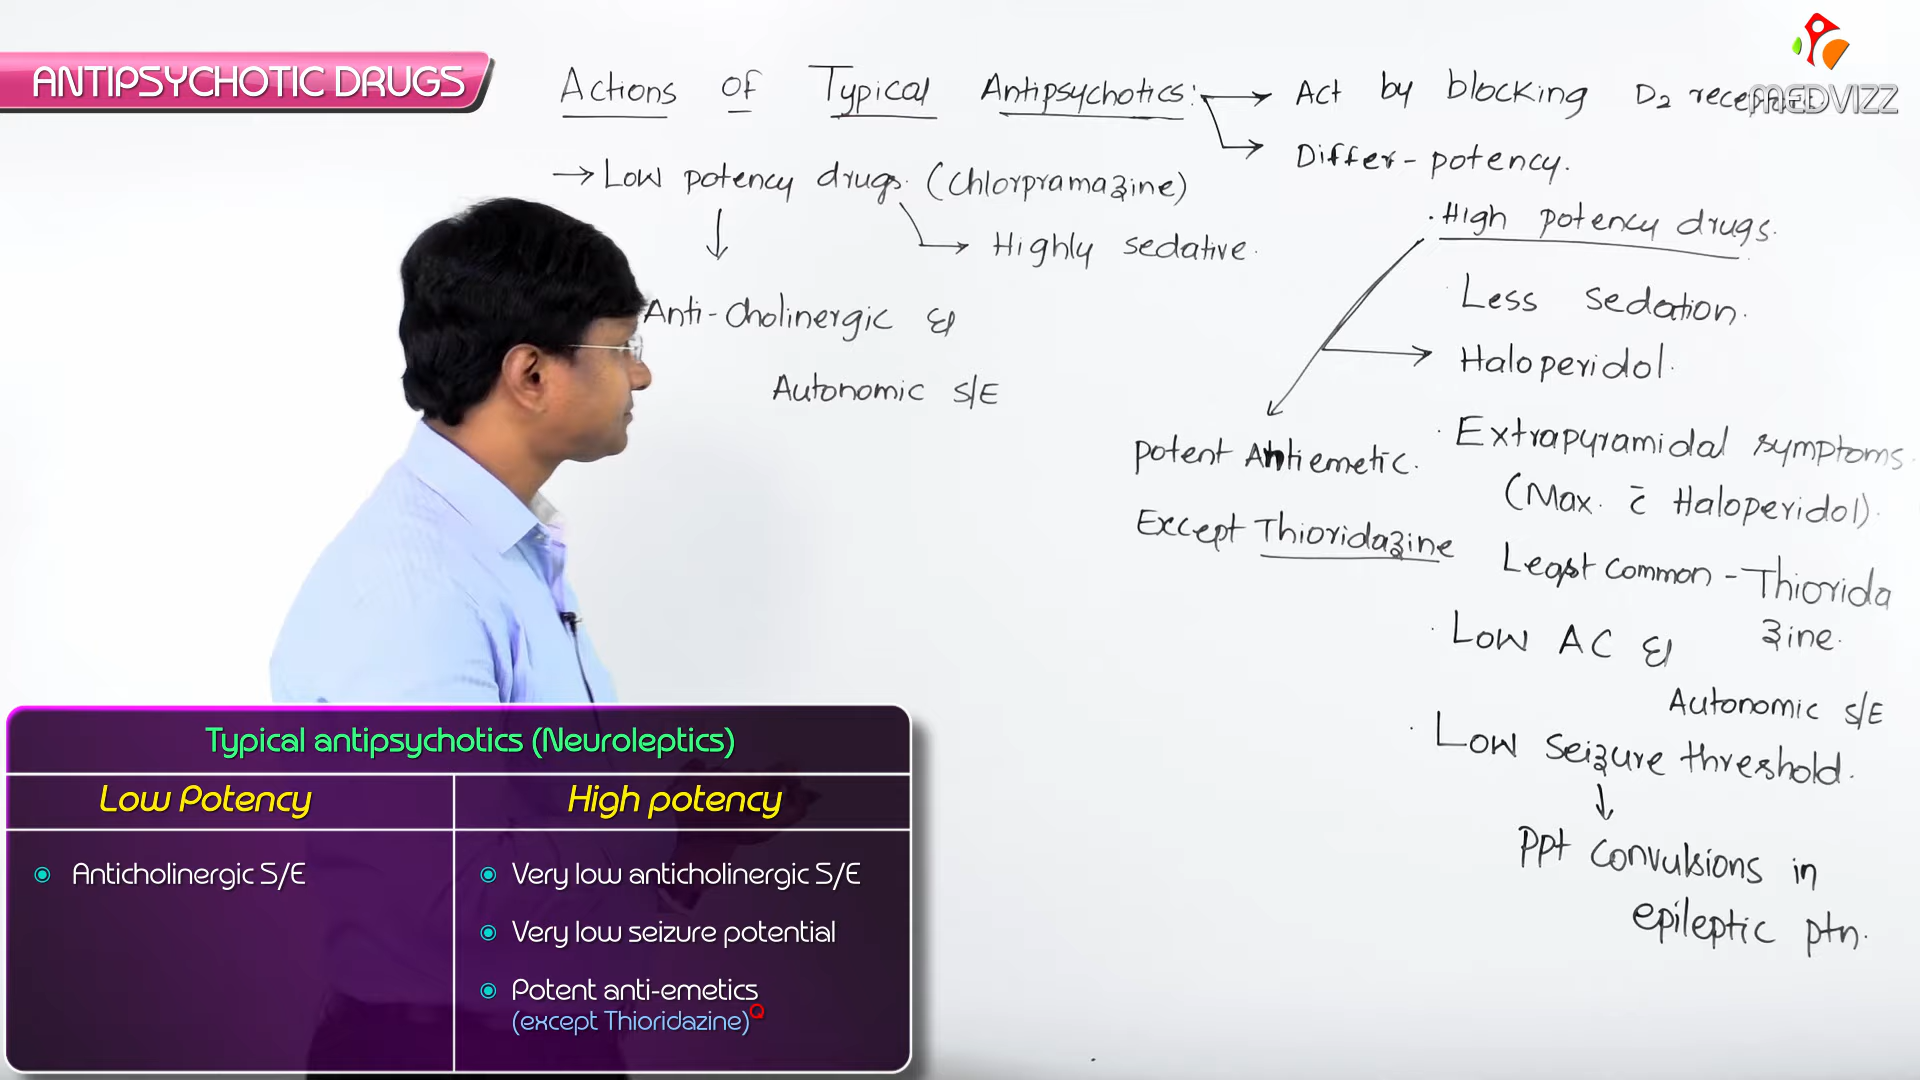 ANTIPSYCHOTIC DRUGS
MEDVIZZ
Actions of Typical Antipsychotics: → Act by blocking D2 receptors
→ Differ - potency.
→ Low potency drugs. (Chlorpramazine)
→ Highly sedative.
Anti-Cholinergic &
Autonomic S/E
. High potency drugs.
Less sedation.
→ Haloperidol.
Potent Antiemetic.
Except Thioridazine
. Extrapyramidal symptoms
(Max. c̄ Haloperidol).
Least common - Thiorida
zine.
. Low AC &
Autonomic S/E
. Low seizure threshold.
↓
Ppt convulsions in
epileptic ptn.
Typical antipsychotics (Neuroleptics)
Low Potency
Anticholinergic S/E
High potency
Very low anticholinergic S/E
Very low seizure potential
Potent anti-emetics
(except Thioridazine)Q